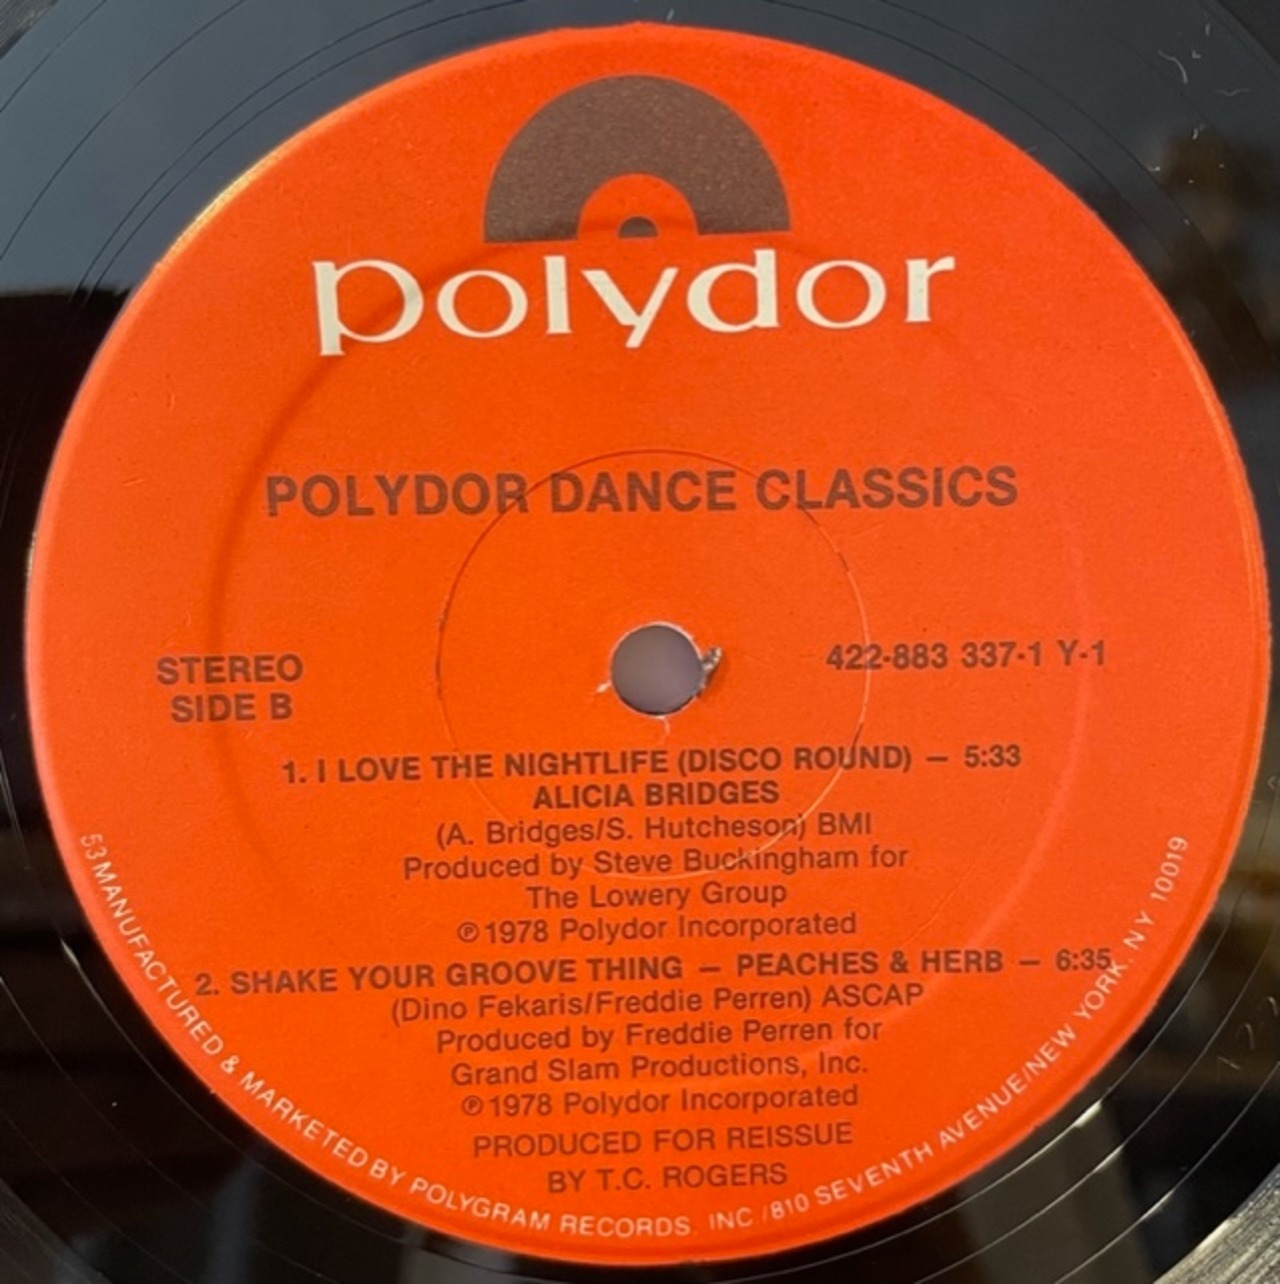 polydor
POLYDOR DANCE CLASSICS
STEREO
SIDE B
422-883 337-1 Y-1
1. I LOVE THE NIGHTLIFE (DISCO ROUND) — 5:33
ALICIA BRIDGES
(A. Bridges/S. Hutcheson) BMI
Produced by Steve Buckingham for
The Lowery Group
℗ 1978 Polydor Incorporated
2. SHAKE YOUR GROOVE THING — PEACHES & HERB — 6:35
(Dino Fekaris/Freddie Perren) ASCAP
Produced by Freddie Perren for
Grand Slam Productions, Inc.
℗ 1978 Polydor Incorporated
PRODUCED FOR REISSUE
BY T.C. ROGERS
53 MANUFACTURED & MARKETED BY POLYGRAM RECORDS. INC /810 SEVENTH AVENUE/NEW YORK. NY 10019